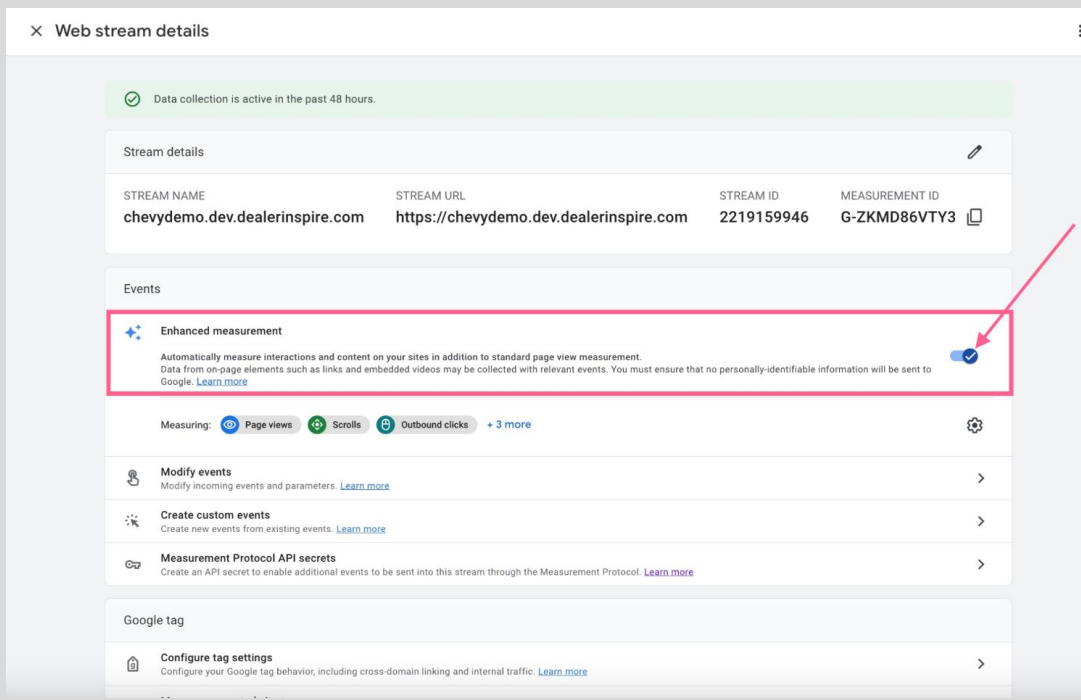 Web stream details
Data collection is active in the past 48 hours.
Stream details
STREAM NAME STREAM URL STREAM ID MEASUREMENT ID
chevydemo.dev.dealerinspire.com https://chevydemo.dev.dealerinspire.com 2219159946 G-ZKMD86VTY3
Events
Enhanced measurement
Automatically measure interactions and content on your sites in addition to standard page view measurement.
Data from on-page elements such as links and embedded videos may be collected with relevant events. You must ensure that no personally-identifiable information will be sent to
Google. Learn more
Measuring: Page views Scrolls Outbound clicks + 3 more
Modify events
Modify incoming events and parameters. Learn more
Create custom events
Create new events from existing events. Learn more
Measurement Protocol API secrets
Create an API secret to enable additional events to be sent into this stream through the Measurement Protocol. Learn more
Google tag
Configure tag settings
Configure your Google tag behavior, including cross-domain linking and internal traffic. Learn more